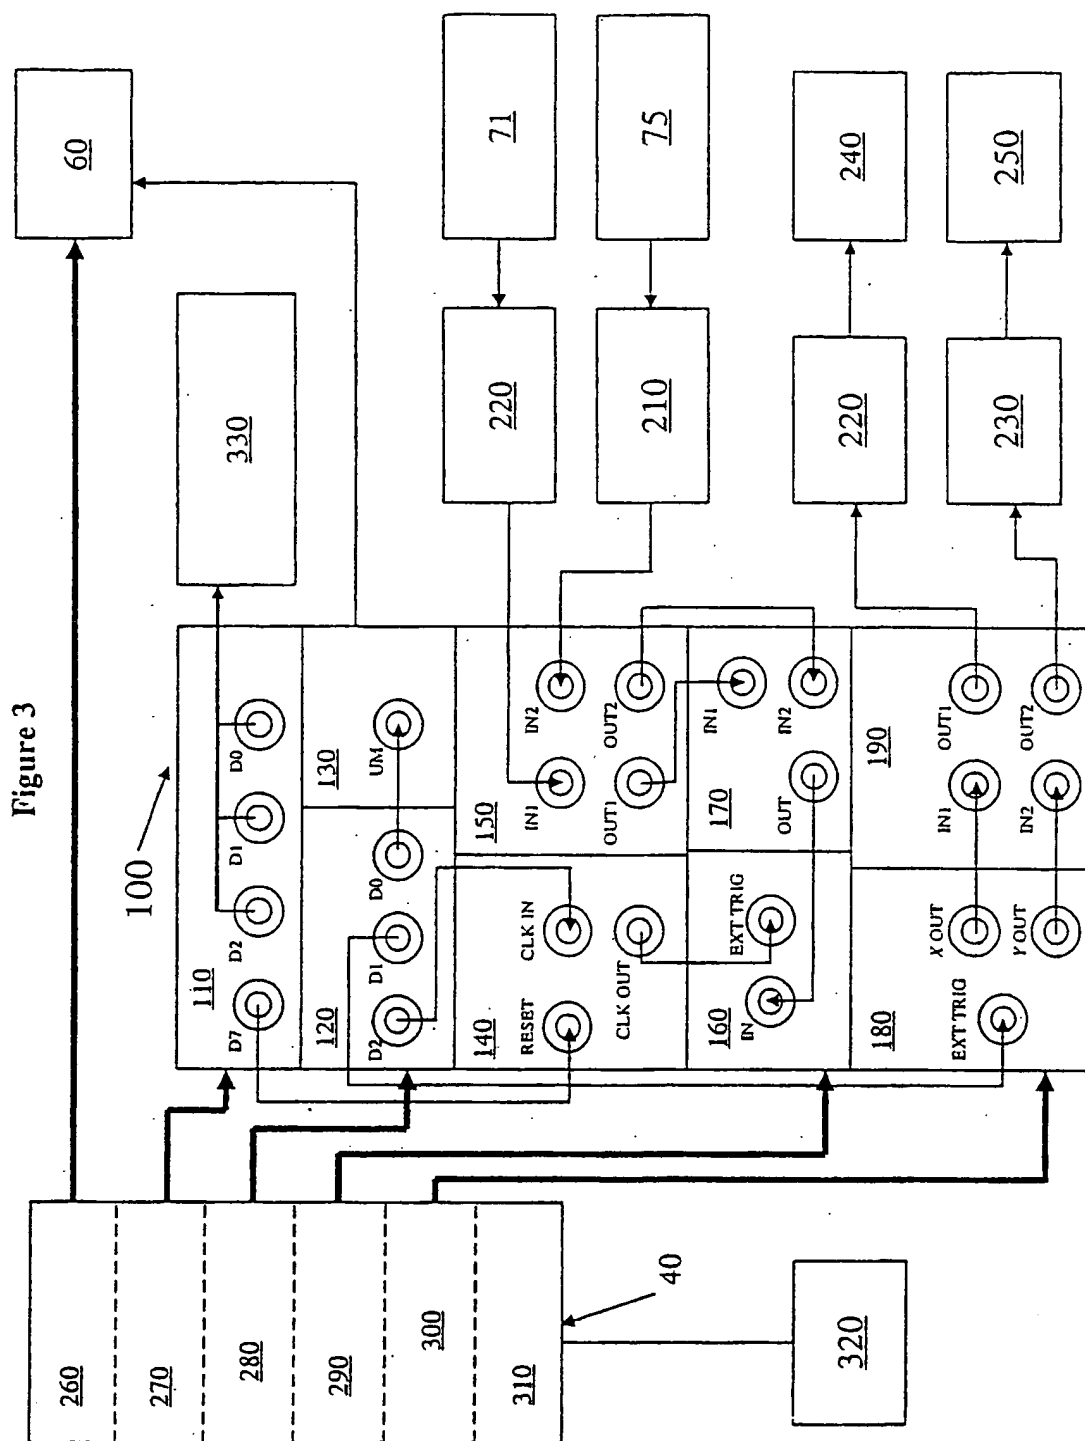 Figure 3
100
60
330
71
75
220
210
240
250
220
230
110
D7
D2
D1
D0
120
D2
D1
D0
130
UM
140
RESET
CLK IN
CLK OUT
150
IN1
IN2
OUT1
OUT2
160
IN
EXT TRIG
170
OUT
IN1
IN2
180
EXT TRIG
X OUT
Y OUT
190
IN1
OUT1
IN2
OUT2
260
270
280
290
300
310
40
320